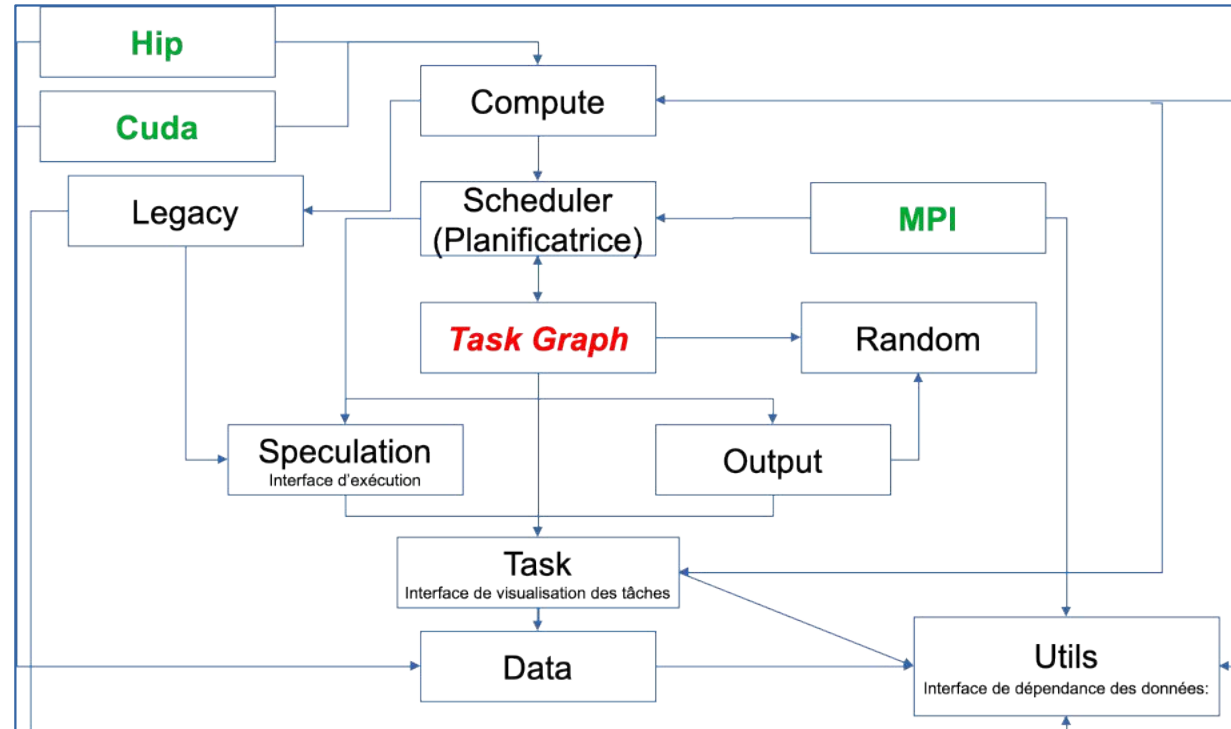 Hip
Compute
Cuda
Legacy
Scheduler
(Planificatrice)
MPI
Task Graph
Random
Speculation
Interface d'exécution
Output
Task
Interface de visualisation des tâches
Data
Utils
Interface de dépendance des données: